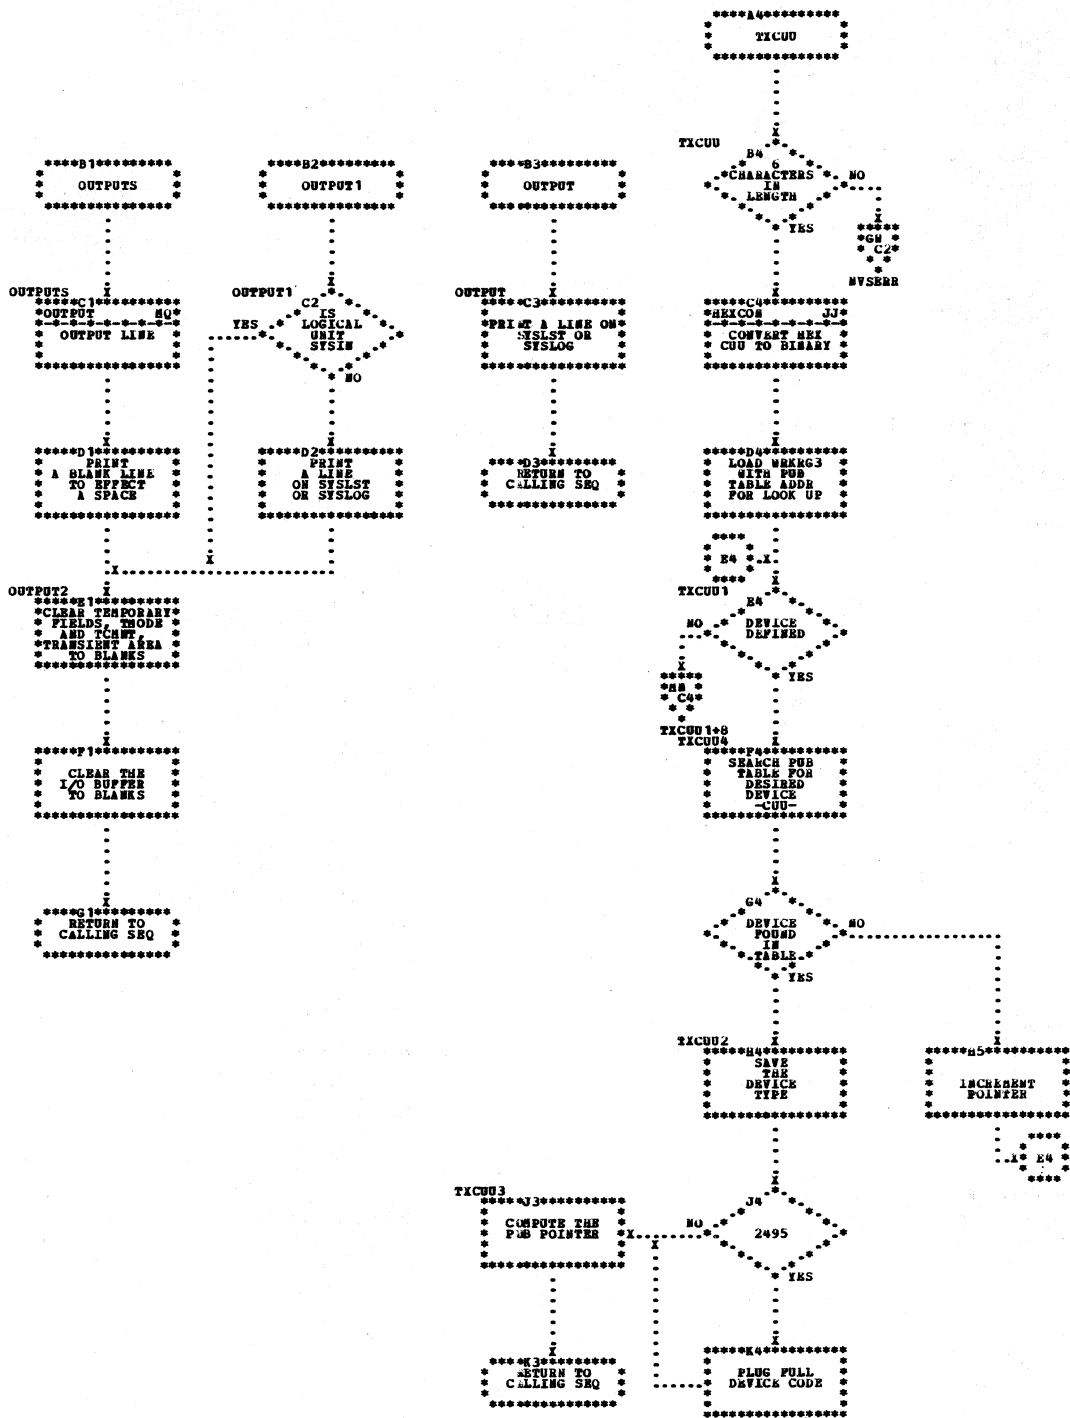 A4
TXCUU
TXCUU
B4
6
CHARACTERS
IN
LENGTH
NO
YES
GW
C2
NVSERR
B1
OUTPUTS
B2
OUTPUT1
B3
OUTPUT
OUTPUTS
C1
OUTPUT NQ
OUTPUT LINE
OUTPUT1
C2
IS
LOGICAL
UNIT
SYSIN
YES
NO
OUTPUT
C3
PRINT A LINE ON
SYSLST OR
SYSLOG
C4
HEXCON JJ
CONVERT HEX
CUU TO BINARY
D1
PRINT
A BLANK LINE
TO EFFECT
A SPACE
D2
PRINT
A LINE
ON SYSLST
OR SYSLOG
D3
RETURN TO
CALLING SEQ
D4
LOAD WRKRG3
WITH PUB
TABLE ADDR
FOR LOOK UP
E4
TXCUU1
E4
DEVICE
DEFINED
NO
YES
C4
TXCUU1+8
TXCUU4
OUTPUT2
E1
CLEAR TEMPORARY
FIELDS, TMODE
AND TCMNT,
TRANSIENT AREA
TO BLANKS
F1
CLEAR THE
I/O BUFFER
TO BLANKS
F4
SEARCH PUB
TABLE FOR
DESIRED
DEVICE
-CUU-
G1
RETURN TO
CALLING SEQ
G4
DEVICE
FOUND
IN
TABLE
NO
YES
TXCUU2
H4
SAVE
THE
DEVICE
TYPE
H5
INCREMENT
POINTER
E4
TXCUU3
J3
COMPUTE THE
PUB POINTER
J4
2495
NO
YES
K3
RETURN TO
CALLING SEQ
K4
PLUG FULL
DEVICE CODE